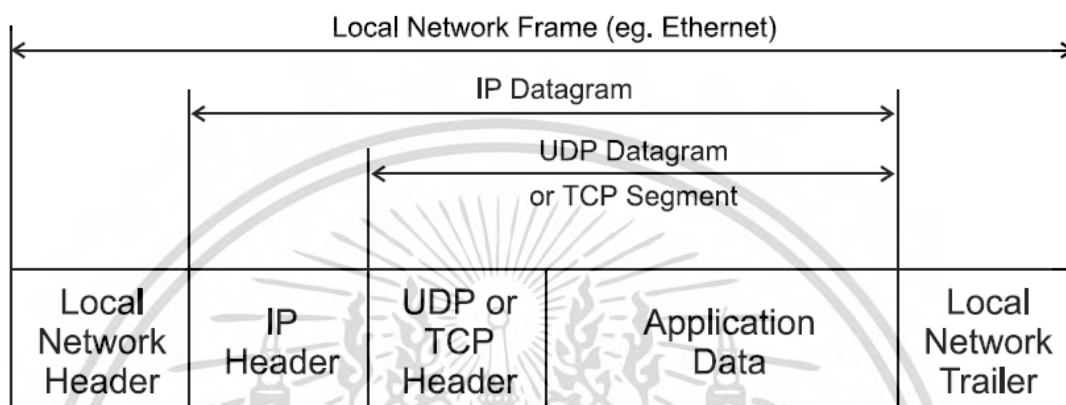 Local Network Frame (eg. Ethernet)
IP Datagram
UDP Datagram
or TCP Segment
Local
Network
Header
IP
Header
UDP or
TCP
Header
Application
Data
Local
Network
Trailer